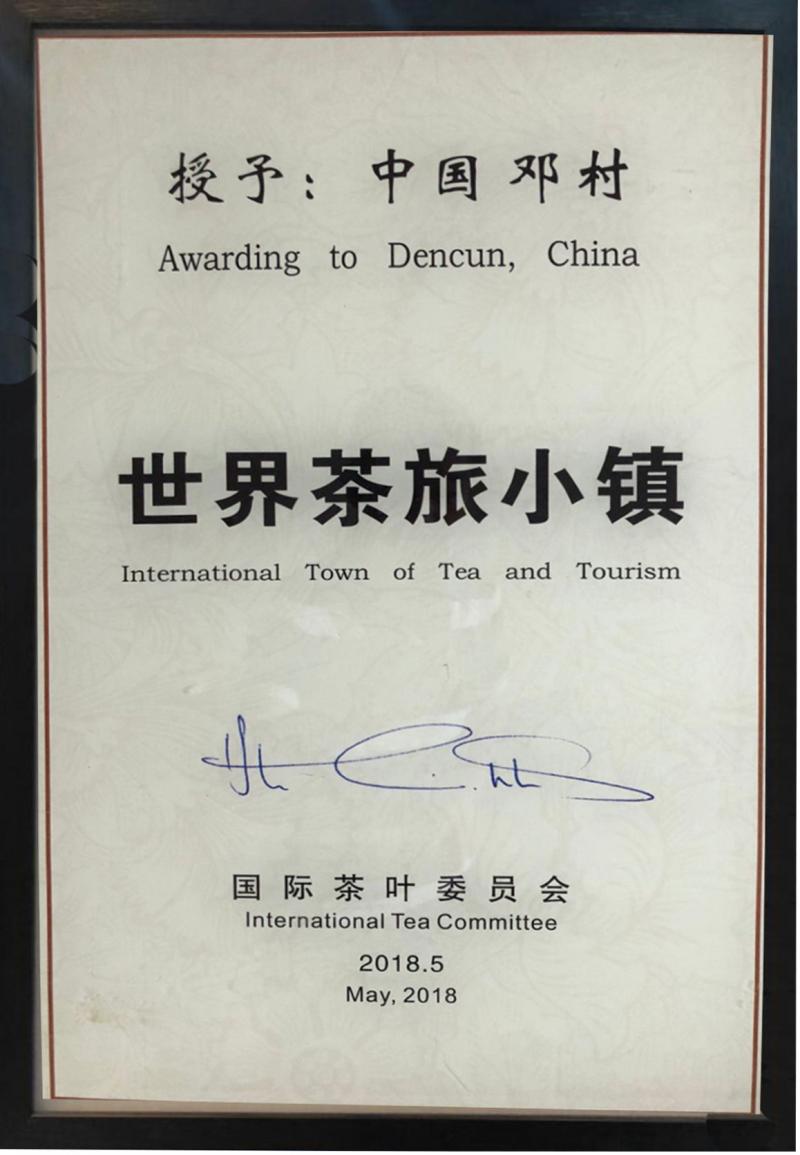 授予：中国邓村
Awarding to Dencun, China
世界茶旅小镇
International Town of Tea and Tourism
国际茶叶委员会
International Tea Committee
2018.5
May, 2018